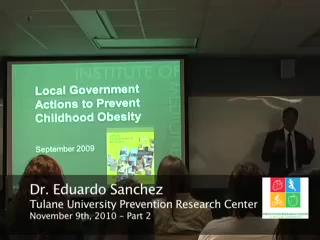 INSTITUTE OF
Local Government
Actions to Prevent
Childhood Obesity
September 2009
Dr. Eduardo Sanchez
Tulane University Prevention Research Center
November 9th, 2010 - Part 2